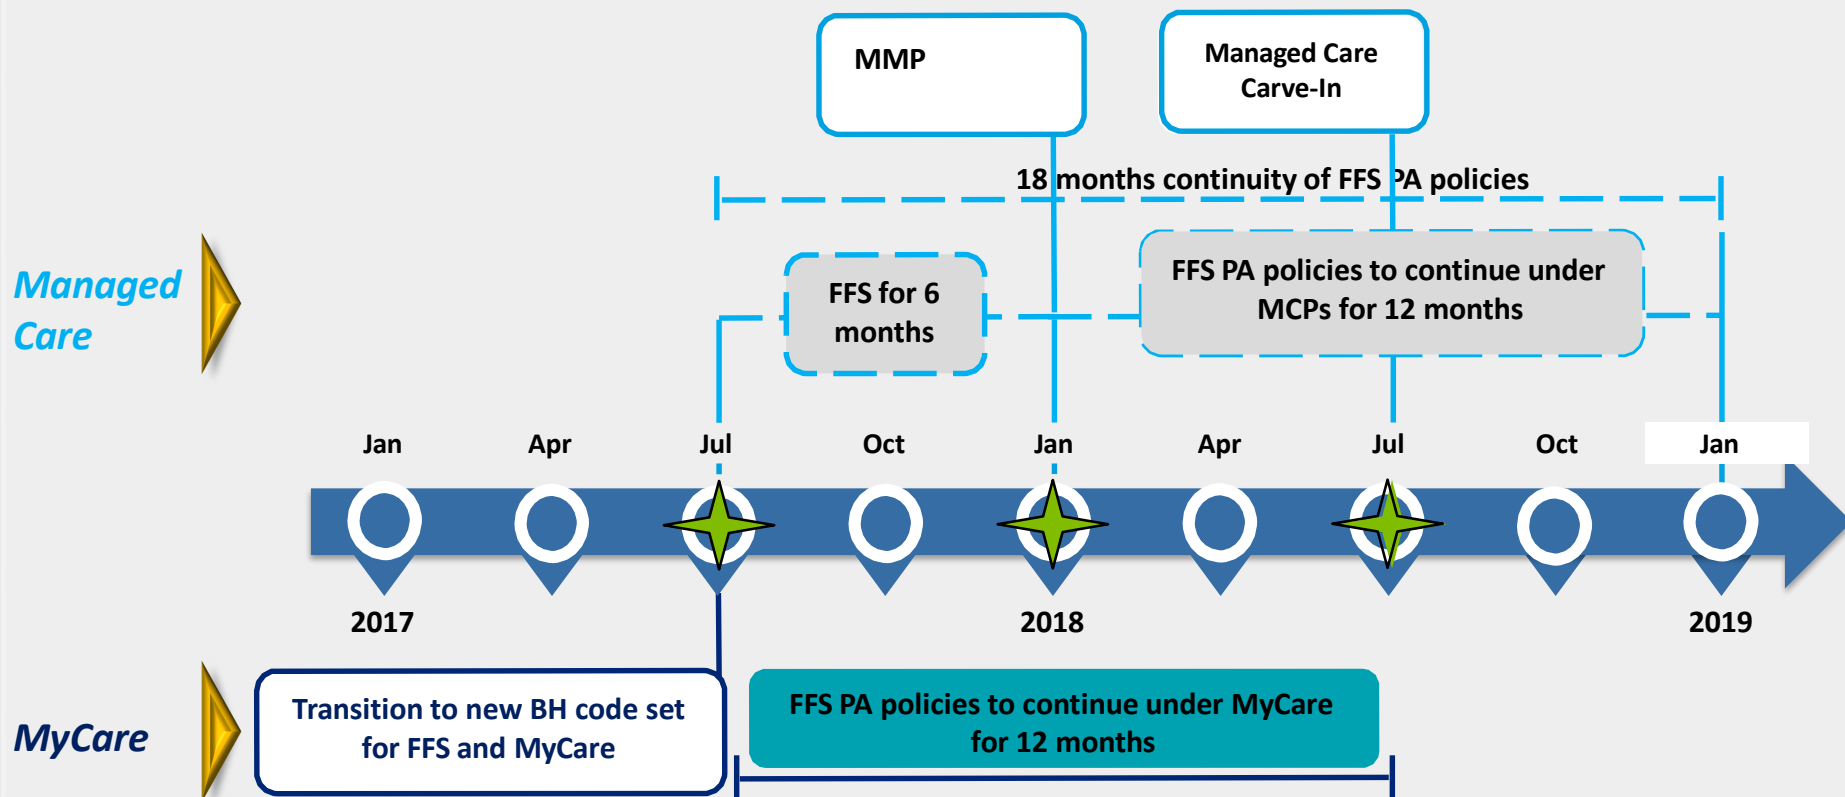 MMP
Managed Care
Carve-In
18 months continuity of FFS PA policies
Managed
Care
FFS for 6
months
FFS PA policies to continue under
MCPs for 12 months
Jan
Apr
Jul
Oct
Jan
Apr
Jul
Oct
Jan
2017
2018
2019
MyCare
Transition to new BH code set
for FFS and MyCare
FFS PA policies to continue under MyCare
for 12 months